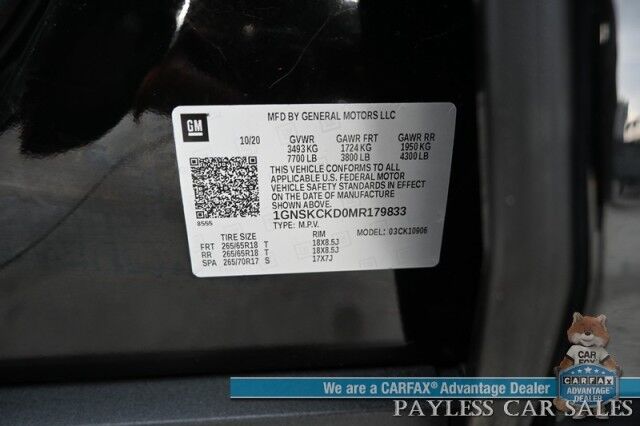 GM
MFD BY GENERAL MOTORS LLC
10/20 GVWR GAWR FRT GAWR RR
3493 KG 1724 KG 1950 KG
7700 LB 3800 LB 4300 LB
THIS VEHICLE CONFORMS TO ALL
APPLICABLE U.S. FEDERAL MOTOR
VEHICLE SAFETY STANDARDS IN EFFECT
ON THE DATE OF MANUFACTURE
SHOWN ABOVE.
1GNSKCKD0MR179833
8555
TYPE: M.P.V. MODEL: 03CK10906
TIRE SIZE RIM
FRT 265/65R18 T 18X8.5J
RR 265/65R18 T 18X8.5J
SPA 265/70R17 S 17X7J
CAR
FOX
CARFAX
ADVANTAGE
DEALER
We are a CARFAX® Advantage Dealer
PAYLESS CAR SALES